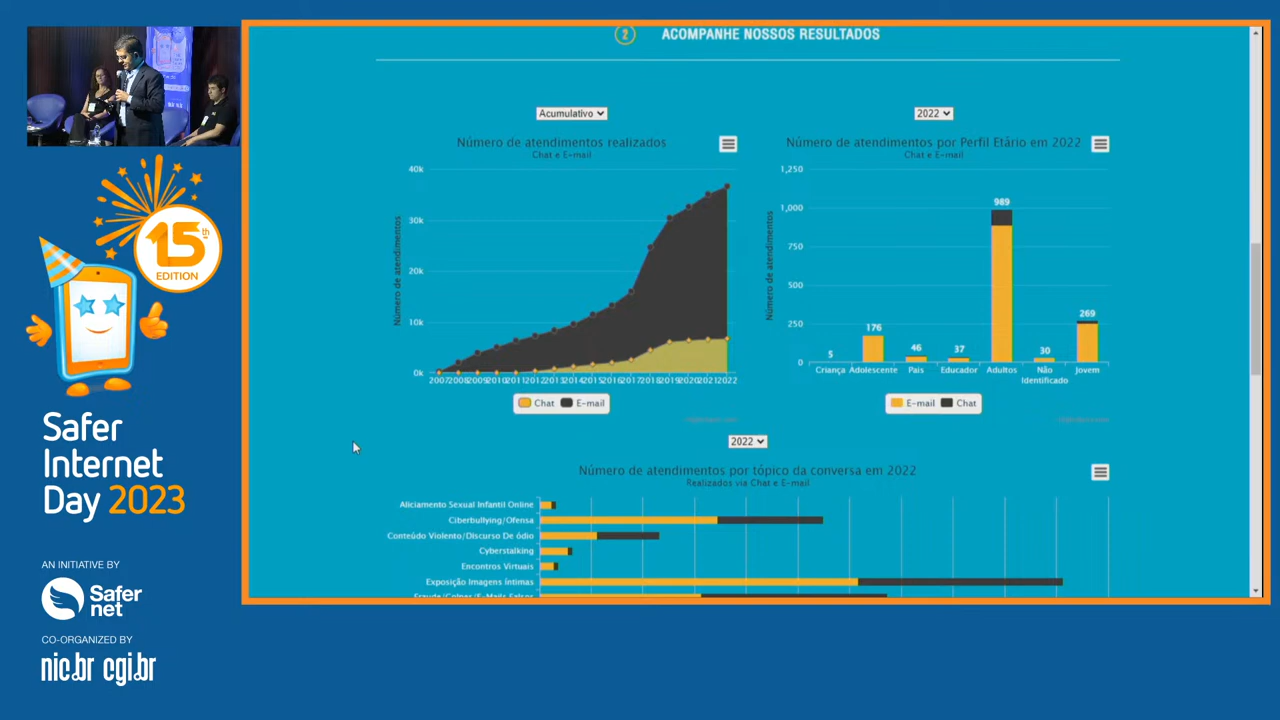 2 ACOMPANHE NOSSOS RESULTADOS
Acumulativo
Número de atendimentos realizados
Chat e E-mail
Número de atendimentos
40k
30k
20k
10k
0k
2007 2008 2009 2010 2011 2012 2013 2014 2015 2016 2017 2018 2019 2020 2021 2022
Chat E-mail
2022
Número de atendimentos por Perfil Etário em 2022
Chat e E-mail
Número de atendimentos
1,250
1,000
750
500
250
0
5 176 46 37 989 30 269
Criança Adolescente Pais Educador Adultos Não Identificado Jovem
E-mail Chat
2022
Número de atendimentos por tópico da conversa em 2022
Realizados via Chat e E-mail
Aliciamento Sexual Infantil Online
Ciberbullying/Ofensa
Conteúdo Violento/Discurso De ódio
Cyberstalking
Encontros Virtuais
Exposição Imagens íntimas
Fraude/Golpes/E-Mails Falsos
15th
EDITION
Safer
Internet
Day 2023
AN INITIATIVE BY
Safer
net
CO-ORGANIZED BY
nic.br cgi.br